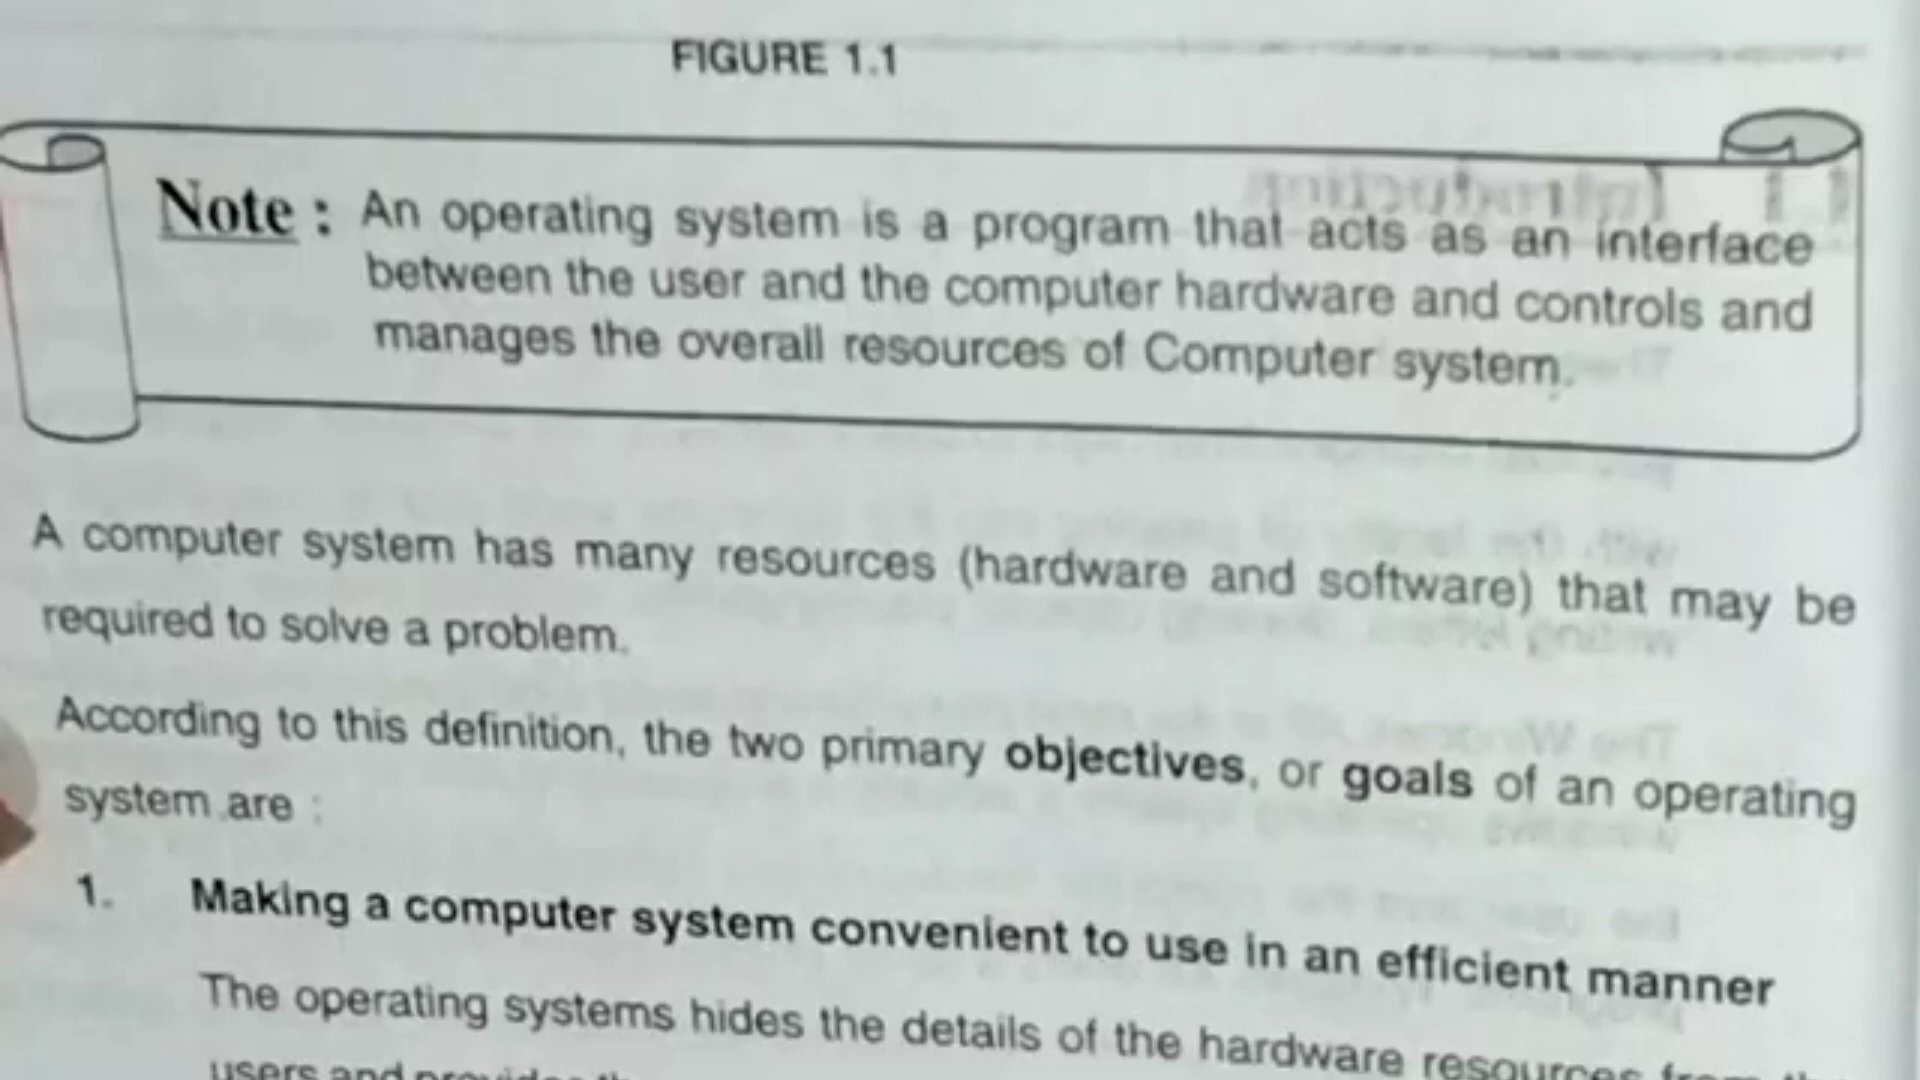 FIGURE 1.1
Note : An operating system is a program that acts as an interface
between the user and the computer hardware and controls and
manages the overall resources of Computer system.
A computer system has many resources (hardware and software) that may be
required to solve a problem.
According to this definition, the two primary objectives, or goals of an operating
system are :
1. Making a computer system convenient to use in an efficient manner
The operating systems hides the details of the hardware resources from
users and